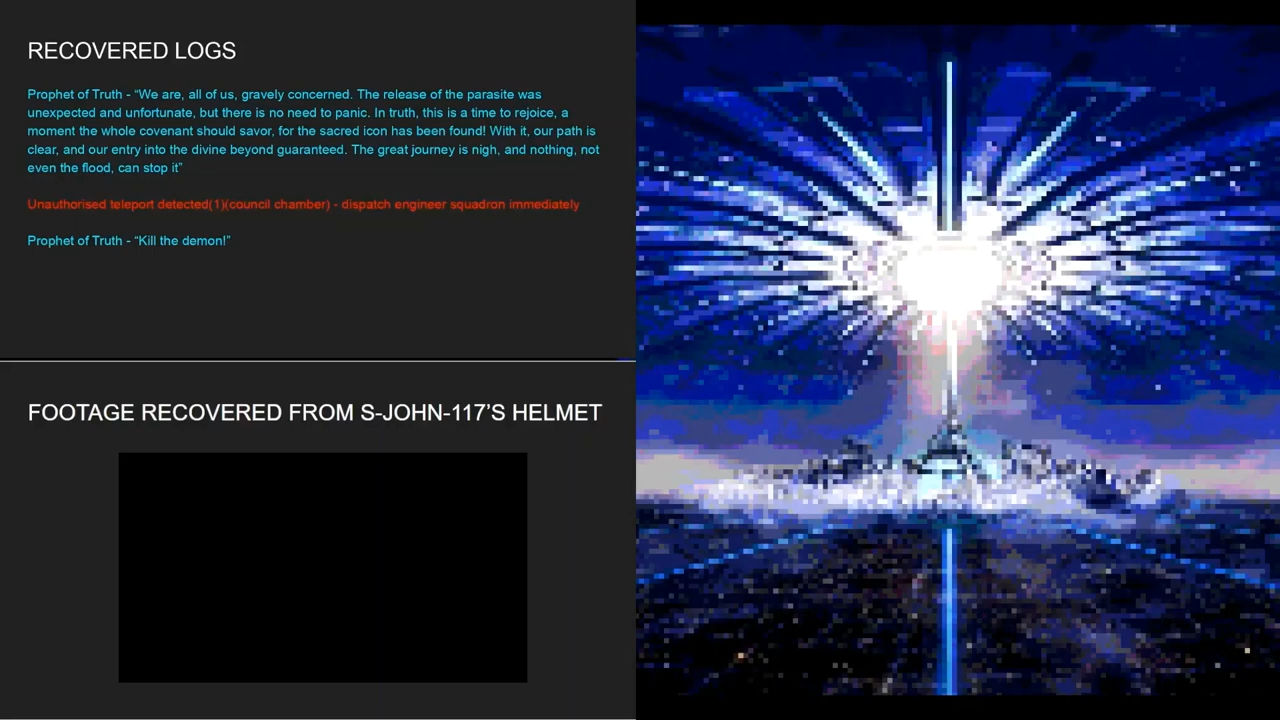 RECOVERED LOGS
Prophet of Truth - “We are, all of us, gravely concerned. The release of the parasite was
unexpected and unfortunate, but there is no need to panic. In truth, this is a time to rejoice, a
moment the whole covenant should savor, for the sacred icon has been found! With it, our path is
clear, and our entry into the divine beyond guaranteed. The great journey is nigh, and nothing, not
even the flood, can stop it”
Unauthorised teleport detected(1)(council chamber) - dispatch engineer squadron immediately
Prophet of Truth - “Kill the demon!”
FOOTAGE RECOVERED FROM S-JOHN-117’S HELMET